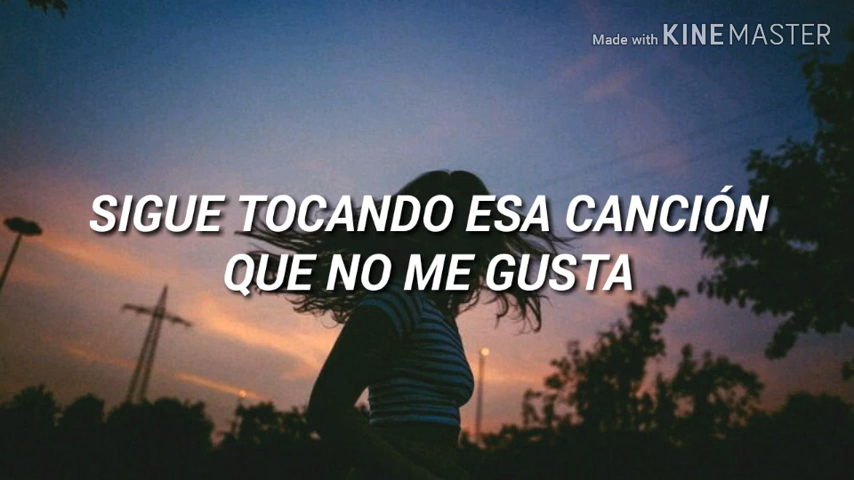 Made with KINEMASTER
SIGUE TOCANDO ESA CANCIÓN
QUE NO ME GUSTA